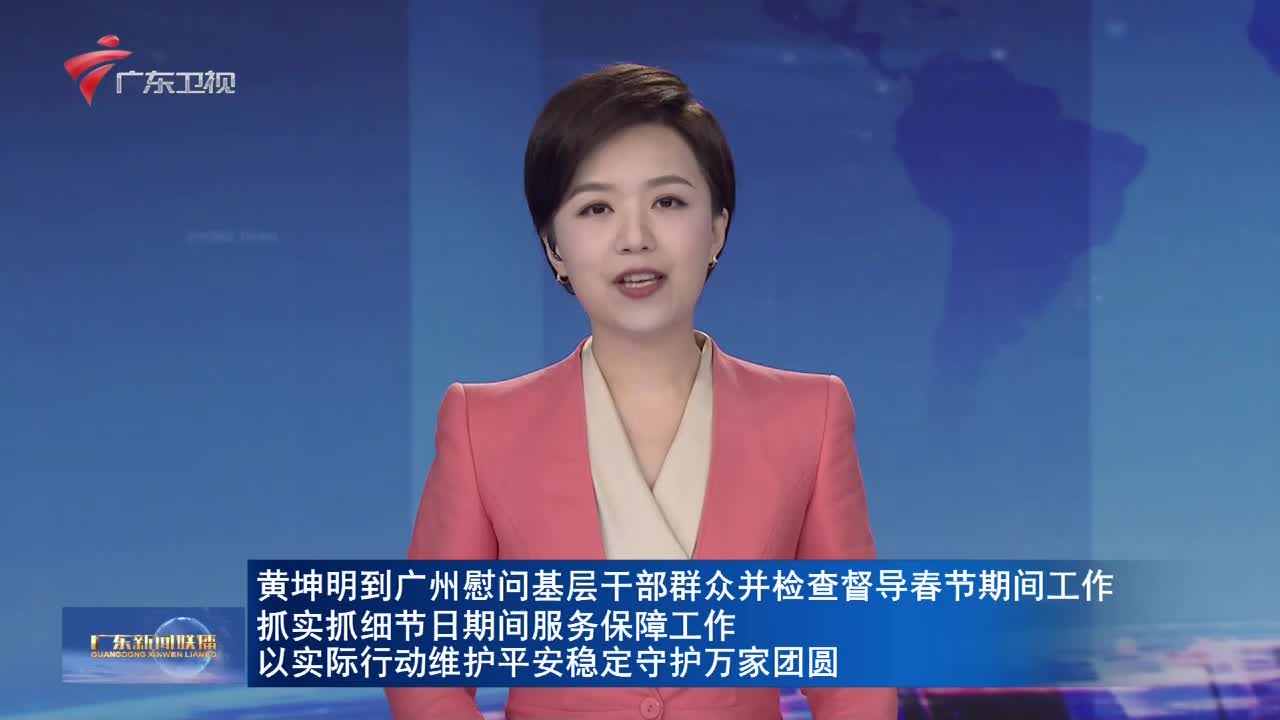 广东卫视
黄坤明到广州慰问基层干部群众并检查督导春节期间工作
抓实抓细节日期间服务保障工作
以实际行动维护平安稳定守护万家团圆
广东新闻联播
GUANGDONG XINWEN LIANBO